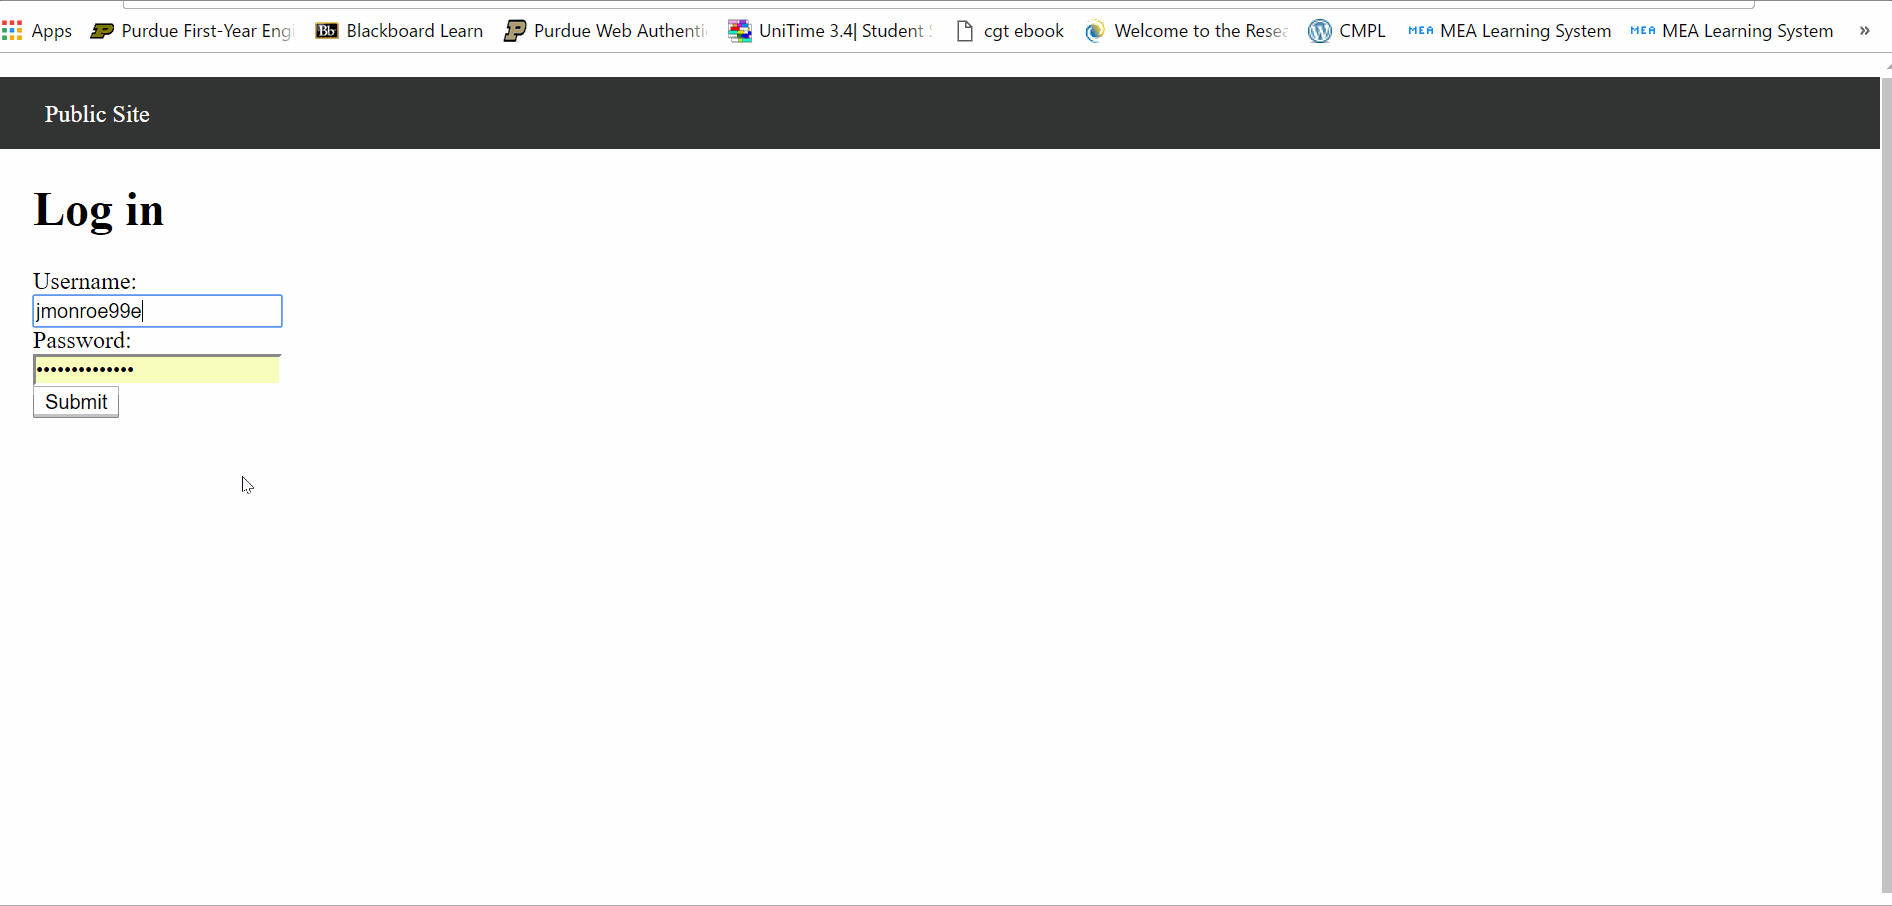 Apps Purdue First-Year Engi Bb Blackboard Learn Purdue Web Authenti UniTime 3.4| Student cgt ebook Welcome to the Resea CMPL MEA MEA Learning System MEA MEA Learning System »
Public Site
Log in
Username:
jmonroe99e
Password:
••••••••••••••
Submit